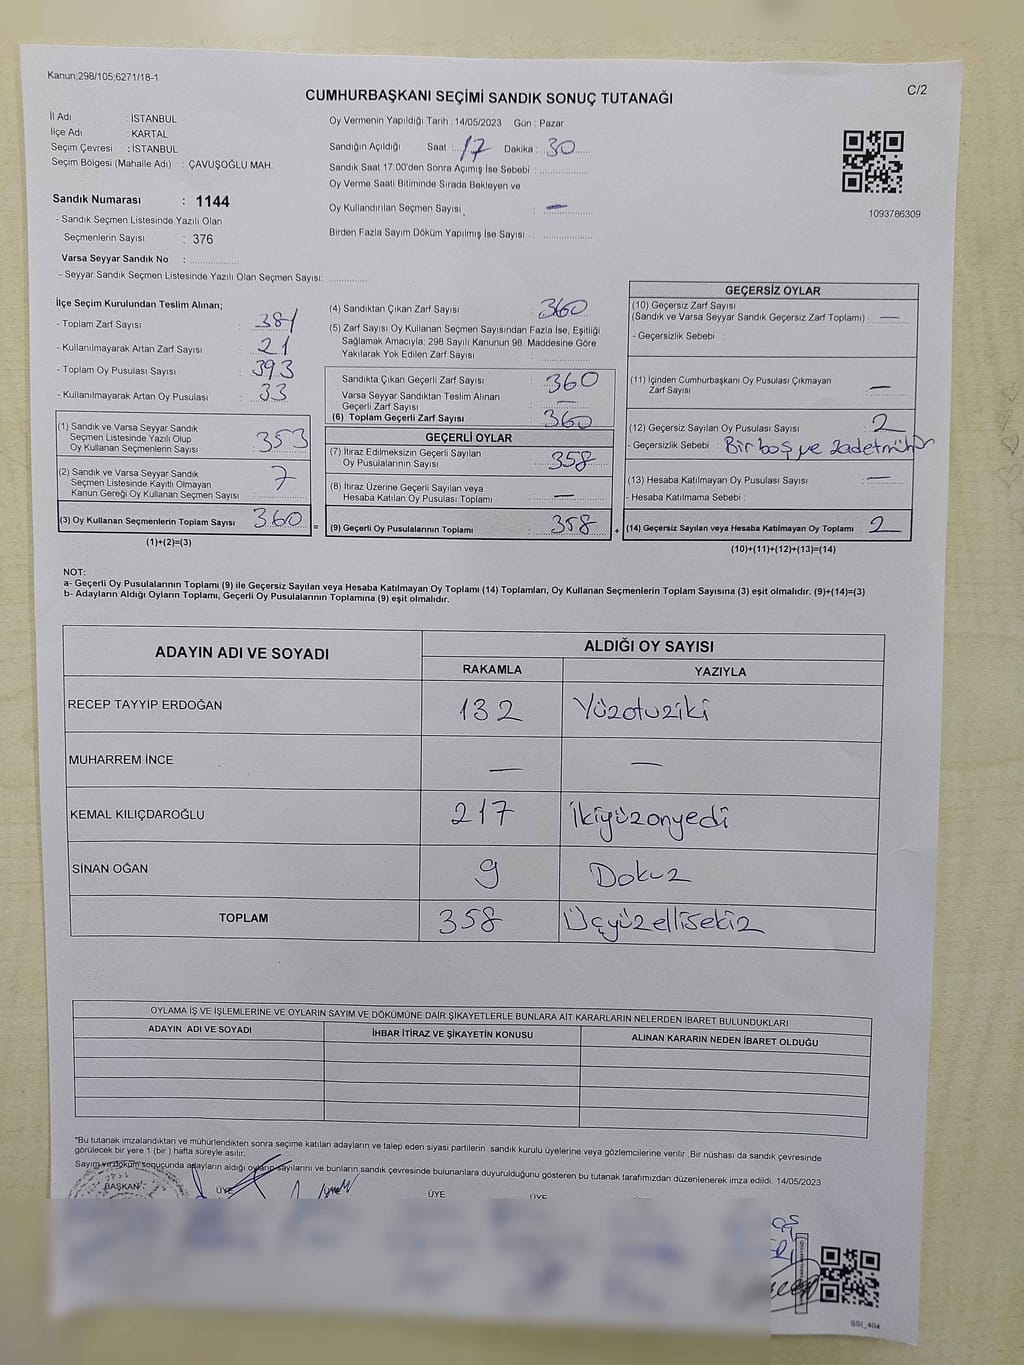 Kanun;298/105;6271/18-1
C/2
CUMHURBAŞKANI SEÇİMİ SANDIK SONUÇ TUTANAĞI
İl Adı : İSTANBUL
İlçe Adı : KARTAL
Seçim Çevresi : İSTANBUL
Seçim Bölgesi (Mahalle Adı) : ÇAVUŞOĞLU MAH.
Sandık Numarası : 1144
- Sandık Seçmen Listesinde Yazılı Olan
Seçmenlerin Sayısı : 376
Varsa Seyyar Sandık No :
- Seyyar Sandık Seçmen Listesinde Yazılı Olan Seçmen Sayısı:
Oy Vermenin Yapıldığı Tarih : 14/05/2023 Gün : Pazar
Sandığın Açıldığı Saat : 17 Dakika : 30
Sandık Saat 17:00'den Sonra Açımış İse Sebebi :
Oy Verme Saati Bitiminde Sırada Bekleyen ve
Oy Kullandırılan Seçmen Sayısı : —
Birden Fazla Sayım Döküm Yapılmış İse Sayısı :
1093786309
İlçe Seçim Kurulundan Teslim Alınan;
- Toplam Zarf Sayısı : 381
- Kullanılmayarak Artan Zarf Sayısı : 21
- Toplam Oy Pusulası Sayısı : 393
- Kullanılmayarak Artan Oy Pusulası : 33
(1) Sandık ve Varsa Seyyar Sandık
Seçmen Listesinde Yazılı Olup
Oy Kullanan Seçmenlerin Sayısı : 353
(2) Sandık ve Varsa Seyyar Sandık
Seçmen Listesinde Kayıtlı Olmayan
Kanun Gereği Oy Kullanan Seçmen Sayısı : 7
(3) Oy Kullanan Seçmenlerin Toplam Sayısı : 360 =
(1)+(2)=(3)
(4) Sandıktan Çıkan Zarf Sayısı : 360
(5) Zarf Sayısı Oy Kullanan Seçmen Sayısından Fazla İse, Eşitliği
Sağlamak Amacıyla; 298 Sayılı Kanunun 98. Maddesine Göre
Yakılarak Yok Edilen Zarf Sayısı :
Sandıkta Çıkan Geçerli Zarf Sayısı : 360
Varsa Seyyar Sandıktan Teslim Alınan
Geçerli Zarf Sayısı : —
(6) Toplam Geçerli Zarf Sayısı : 360
GEÇERLİ OYLAR
(7) İtiraz Edilmeksizin Geçerli Sayılan
Oy Pusulalarının Sayısı : 358
(8) İtiraz Üzerine Geçerli Sayılan veya
Hesaba Katılan Oy Pusulası Toplamı : —
(9) Geçerli Oy Pusulalarının Toplamı : 358 +
GEÇERSİZ OYLAR
(10) Geçersiz Zarf Sayısı
(Sandık ve Varsa Seyyar Sandık Geçersiz Zarf Toplamı) : —
- Geçersizlik Sebebi :
(11) İçinden Cumhurbaşkanı Oy Pusulası Çıkmayan
Zarf Sayısı : —
(12) Geçersiz Sayılan Oy Pusulası Sayısı : 2
- Geçersizlik Sebebi : Bir boş ve 2adetmühür
(13) Hesaba Katılmayan Oy Pusulası Sayısı : —
- Hesaba Katılmama Sebebi :
(14) Geçersiz Sayılan veya Hesaba Katılmayan Oy Toplamı : 2
(10)+(11)+(12)+(13)=(14)
NOT:
a- Geçerli Oy Pusulalarının Toplamı (9) ile Geçersiz Sayılan veya Hesaba Katılmayan Oy Toplamı (14) Toplamları, Oy Kullanan Seçmenlerin Toplam Sayısına (3) eşit olmalıdır. (9)+(14)=(3)
b- Adayların Aldığı Oyların Toplamı, Geçerli Oy Pusulalarının Toplamına (9) eşit olmalıdır.
ADAYIN ADI VE SOYADI
ALDIĞI OY SAYISI
RAKAMLA YAZIYLA
RECEP TAYYİP ERDOĞAN 132 Yüzotuziki
MUHARREM İNCE — —
KEMAL KILIÇDAROĞLU 217 İkiyüzonyedi
SİNAN OĞAN 9 Dokuz
TOPLAM 358 Üçyüzellisekiz
OYLAMA İŞ VE İŞLEMLERİNE VE OYLARIN SAYIM VE DÖKÜMÜNE DAİR ŞİKAYETLERLE BUNLARA AİT KARARLARIN NELERDEN İBARET BULUNDUKLARI
ADAYIN ADI VE SOYADI İHBAR İTİRAZ VE ŞİKAYETİN KONUSU ALINAN KARARIN NEDEN İBARET OLDUĞU
*Bu tutanak imzalandıktan ve mühürlendikten sonra seçime katılan adayların ve talep eden siyasi partilerin sandık kurulu üyelerine veya gözlemcilerine verilir .Bir nüshası da sandık çevresinde
görülecek bir yere 1 (bir ) hafta süreyle asılır.
Sayım ve döküm sonucunda adayların aldığı oyların sayılarını ve bunların sandık çevresinde bulunanlara duyurulduğunu gösteren bu tutanak tarafımızdan düzenlenerek imza edildi. 14/05/2023
BAŞKAN ÜYE ÜYE ÜYE